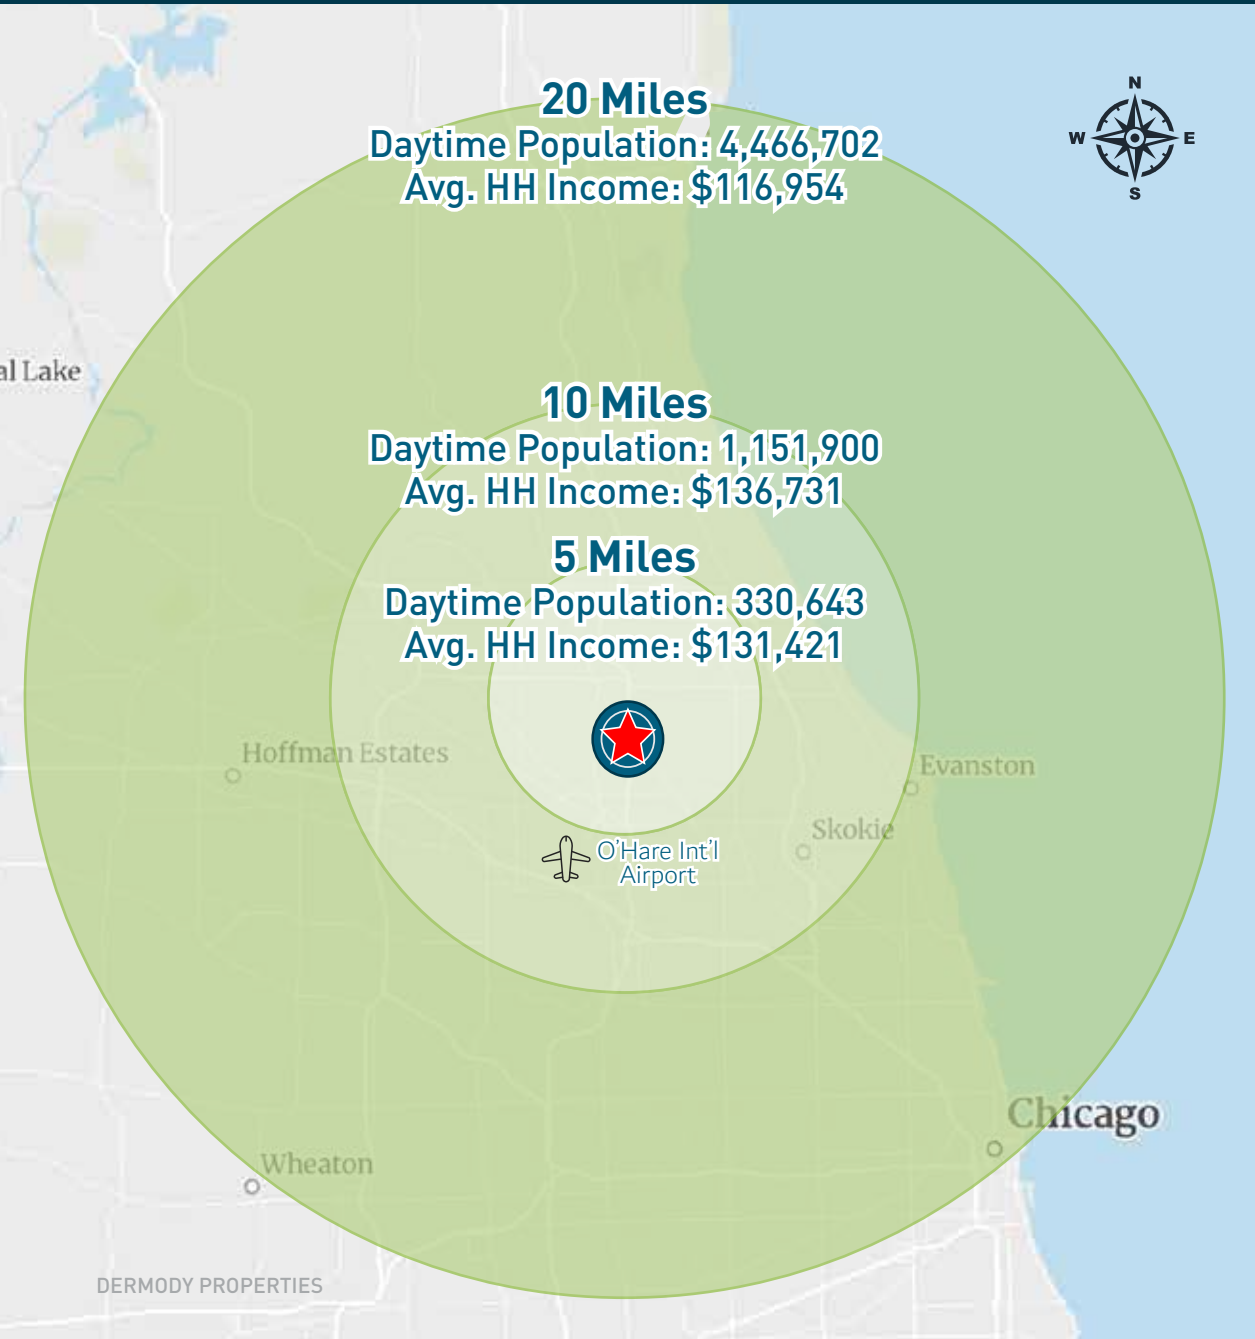 20 Miles
Daytime Population: 4,466,702
Avg. HH Income: $116,954
N
W E
S
al Lake
10 Miles
Daytime Population: 1,151,900
Avg. HH Income: $136,731
5 Miles
Daytime Population: 330,643
Avg. HH Income: $131,421
Hoffman Estates
Evanston
Skokie
O'Hare Int'l
Airport
Chicago
Wheaton
DERMODY PROPERTIES